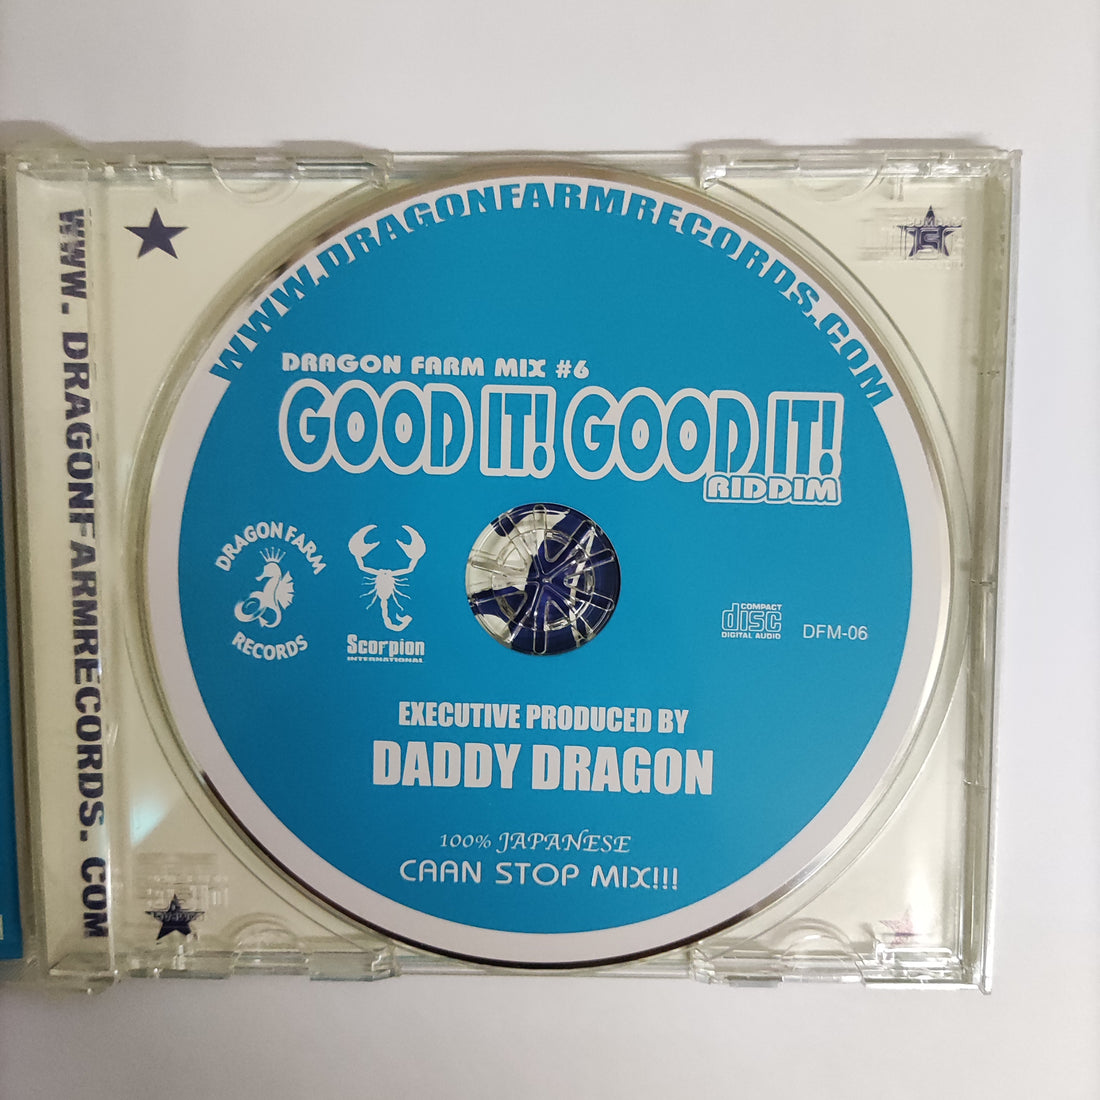 WWW.DRAGONFARMRECORDS.COM
WWW.DRAGONFARMRECORDS.COM
DRAGON FARM MIX #6
GOOD IT! GOOD IT!
RIDDIM
DRAGON FARM
RECORDS
Scorpion
INTERNATIONAL
COMPACT
disc
DIGITAL AUDIO
DFM-06
EXECUTIVE PRODUCED BY
DADDY DRAGON
100% JAPANESE
CAAN STOP MIX!!!